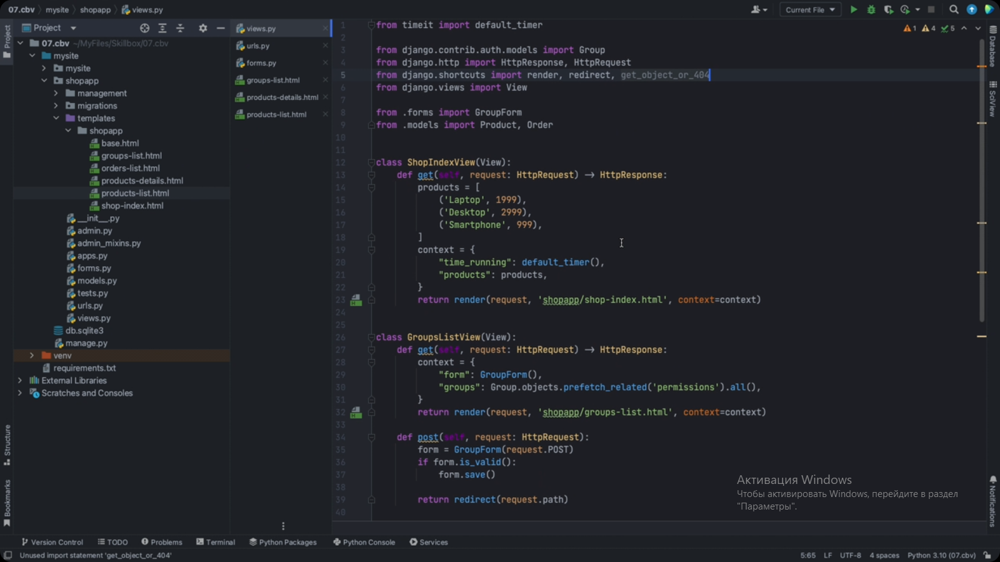 07.cbv mysite shopapp views.py
Current File
Project
Project
07.cbv ~/MyFiles/Skillbox/07.cbv
mysite
mysite
shopapp
management
migrations
templates
shopapp
base.html
groups-list.html
orders-list.html
products-details.html
products-list.html
shop-index.html
__init__.py
admin.py
admin_mixins.py
apps.py
forms.py
models.py
tests.py
urls.py
views.py
db.sqlite3
manage.py
venv
requirements.txt
External Libraries
Scratches and Consoles
Structure
Bookmarks
views.py
urls.py
forms.py
groups-list.html
products-details.html
products-list.html
1 4 5
1 from timeit import default_timer
2
3 from django.contrib.auth.models import Group
4 from django.http import HttpResponse, HttpRequest
5 from django.shortcuts import render, redirect, get_object_or_404
6 from django.views import View
7
8 from .forms import GroupForm
9 from .models import Product, Order
10
11
12 class ShopIndexView(View):
13 def get(self, request: HttpRequest) → HttpResponse:
14 products = [
15 ('Laptop', 1999),
16 ('Desktop', 2999),
17 ('Smartphone', 999),
18 ]
19 context = {
20 "time_running": default_timer(),
21 "products": products,
22 }
23 return render(request, 'shopapp/shop-index.html', context=context)
24
25
26 class GroupsListView(View):
27 def get(self, request: HttpRequest) → HttpResponse:
28 context = {
29 "form": GroupForm(),
30 "groups": Group.objects.prefetch_related('permissions').all(),
31 }
32 return render(request, 'shopapp/groups-list.html', context=context)
33
34 def post(self, request: HttpRequest):
35 form = GroupForm(request.POST)
36 if form.is_valid():
37 form.save()
38
39 return redirect(request.path)
40
Database
SciView
Notifications
Активация Windows
Чтобы активировать Windows, перейдите в раздел
"Параметры".
Version Control TODO Problems Terminal Python Packages Python Console Services
Unused import statement 'get_object_or_404' 5:65 LF UTF-8 4 spaces Python 3.10 (07.cbv)